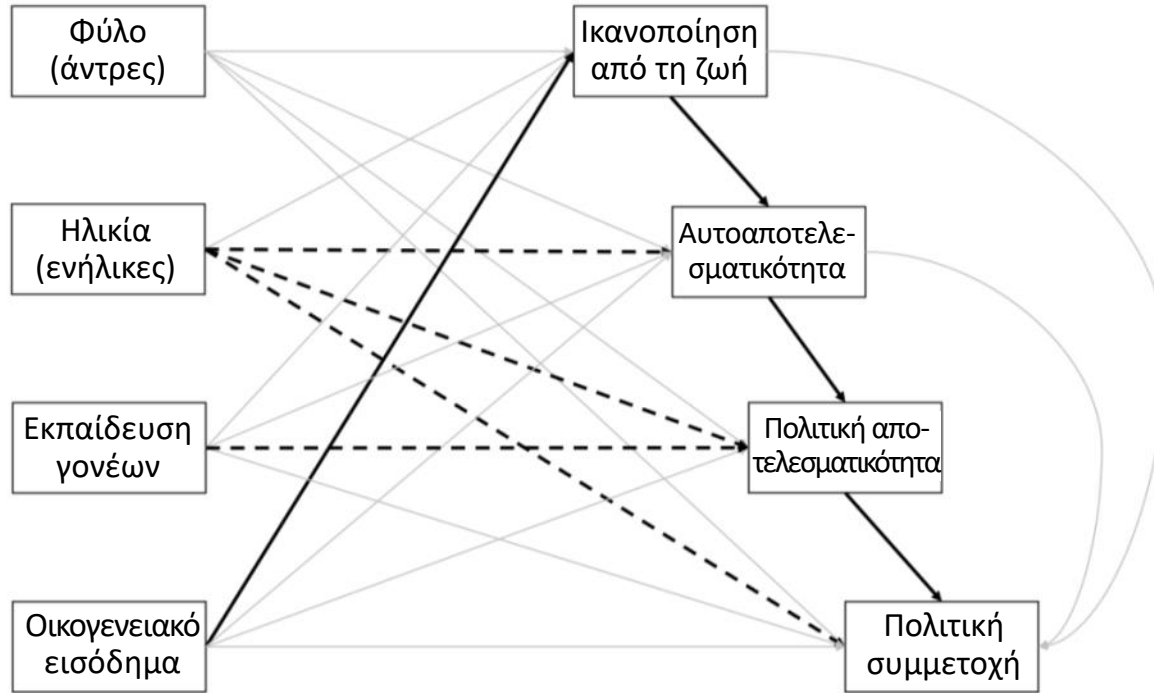 Φύλο
(άντρες)
Ικανοποίηση
από τη ζωή
Ηλικία
(ενήλικες)
Αυτοαποτελε-
σματικότητα
Εκπαίδευση
γονέων
Πολιτική απο-
τελεσματικότητα
Οικογενειακό
εισόδημα
Πολιτική
συμμετοχή